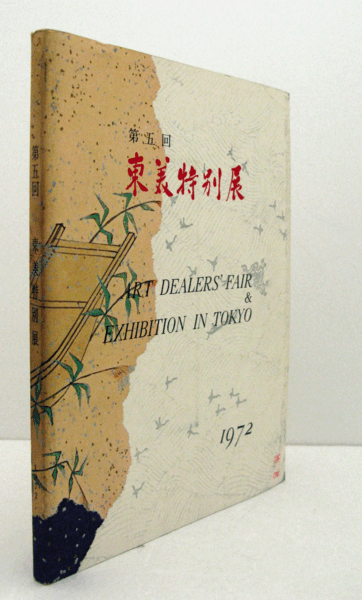 第五回
東美特別展
ART DEALERS' FAIR
&
EXHIBITION IN TOKYO
1972
第五回 東美特別展